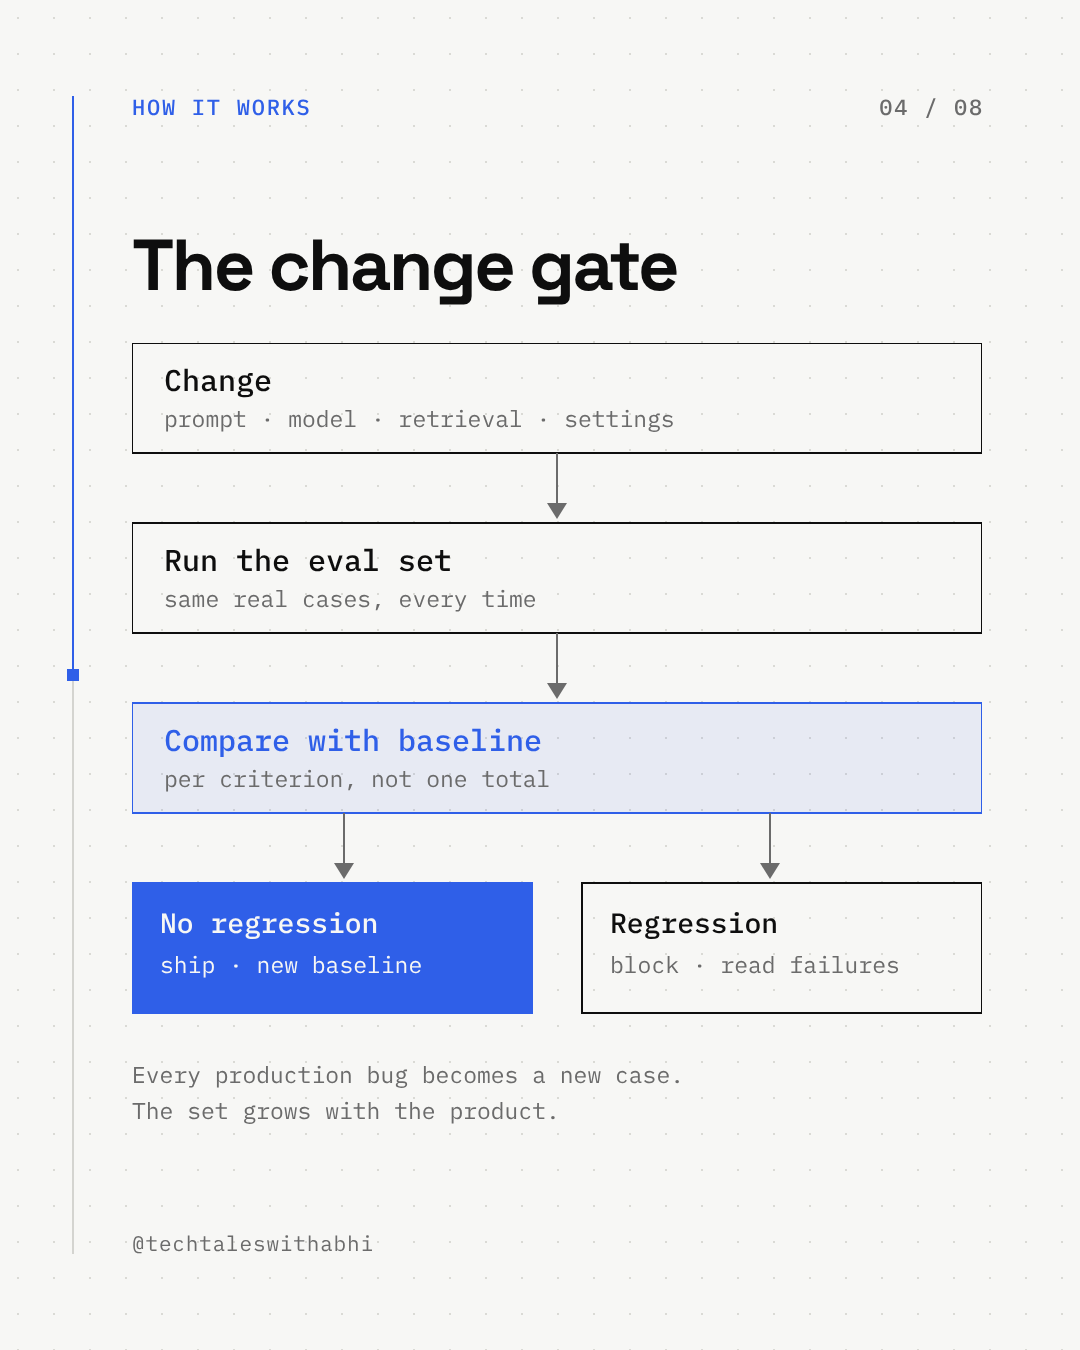 HOW IT WORKS
04 / 08
The change gate
Change
prompt · model · retrieval · settings
Run the eval set
same real cases, every time
Compare with baseline
per criterion, not one total
No regression
ship · new baseline
Regression
block · read failures
Every production bug becomes a new case.
The set grows with the product.
@techtaleswithabhi